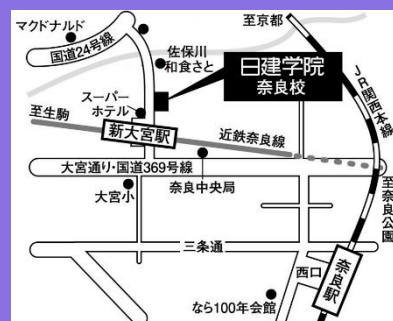 マクドナルド
国道24号線
至京都
佐保川
和食さと
日建学院
奈良校
JR関西本線
スーパー
ホテル
至生駒
新大宮駅
近鉄奈良線
大宮通り・国道369号線
至奈良公園
大宮小
奈良中央局
三条通
西口
奈良駅
なら100年会館